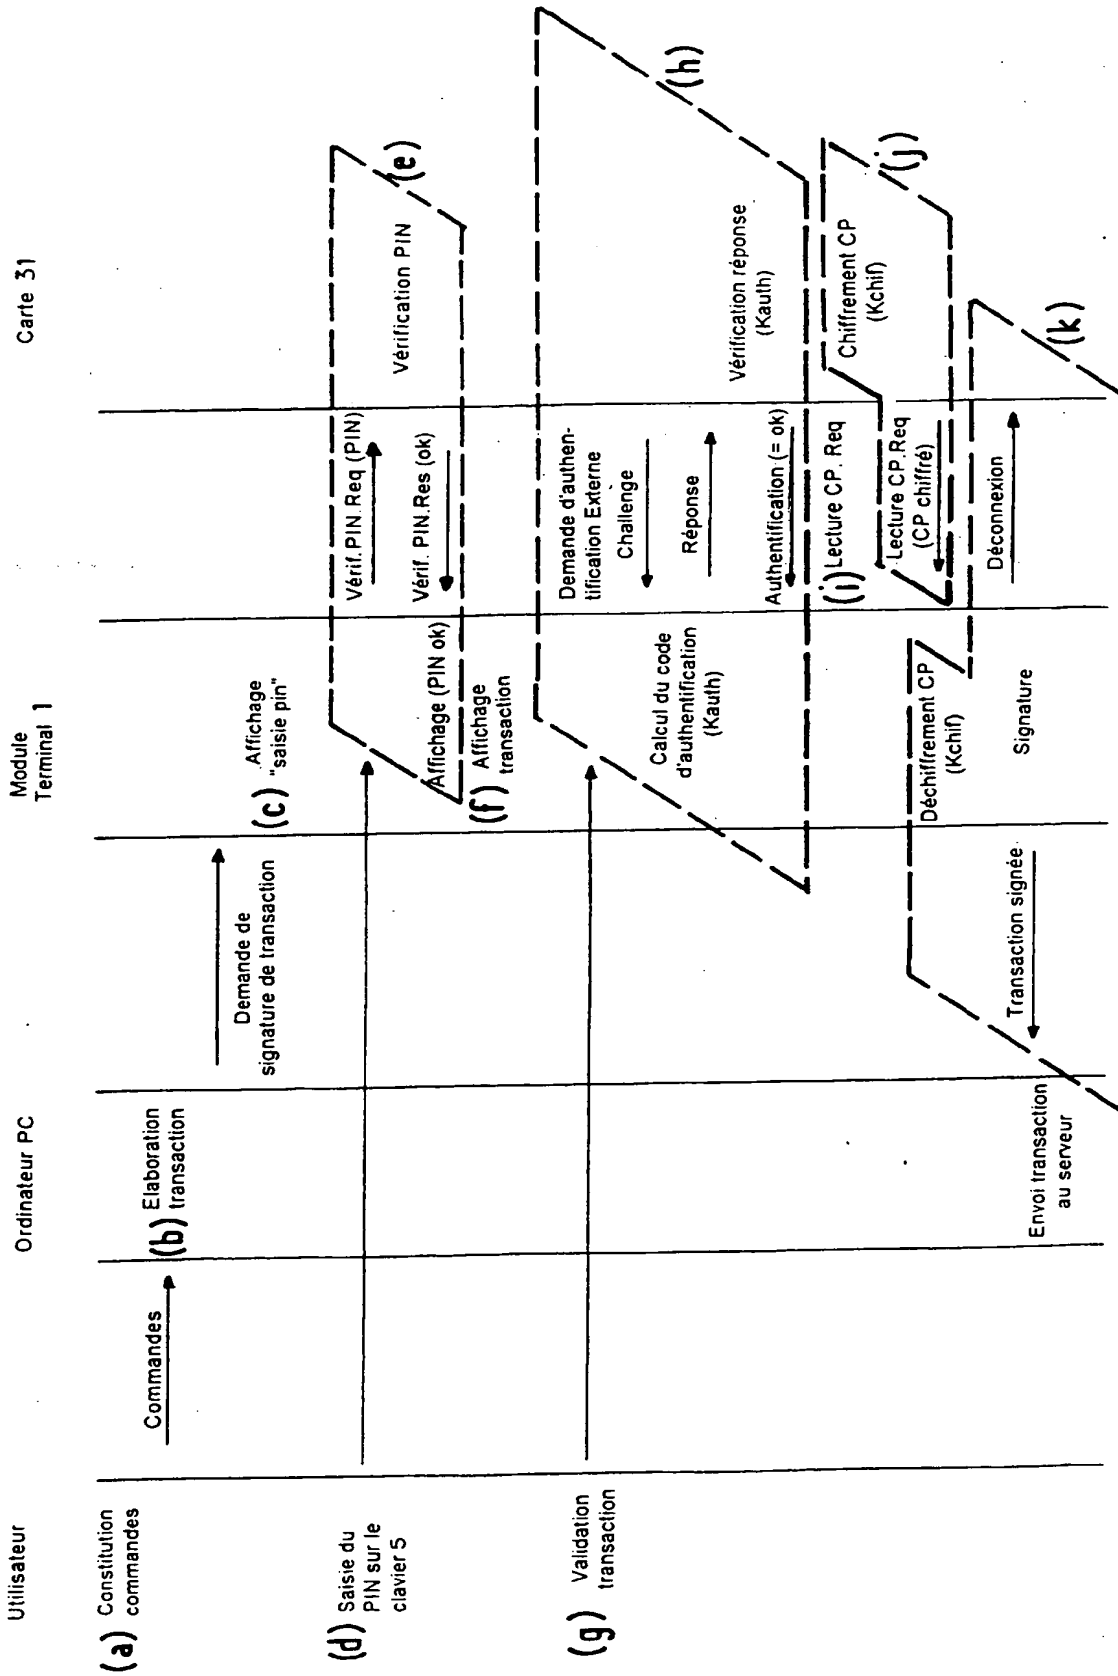 Utilisateur
Ordinateur PC
Module
Terminal 1
Carte 31
(a) Constitution
commandes
Commandes
(b) Elaboration
transaction
Demande de
signature de transaction
(c) Affichage
"saisie pin"
(d) Saisie du
PIN sur le
clavier 5
Vérif.PIN.Req (PIN)
Vérification PIN
(e)
Vérif. PIN.Res (ok)
Affichage (PIN ok)
(f) Affichage
transaction
(g) Validation
transaction
Demande d'authen-
tification Externe
Challenge
Calcul du code
d'authentification
(Kauth)
Réponse
Vérification réponse
(Kauth)
(h)
Authentification (= ok)
(i) Lecture CP. Req
Chiffrement CP
(Kchif)
(j)
Lecture CP.Req
(CP chiffré)
Déchiffrement CP
(Kchif)
Déconnexion
(k)
Signature
Transaction signée
Envoi transaction
au serveur